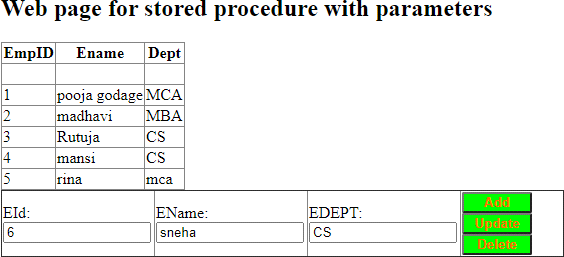 Web page for stored procedure with parameters
EmpID Ename Dept
1 pooja godage MCA
2 madhavi MBA
3 Rutuja CS
4 mansi CS
5 rina mca
EId: EName: EDEPT:
6 sneha CS
Add
Update
Delete